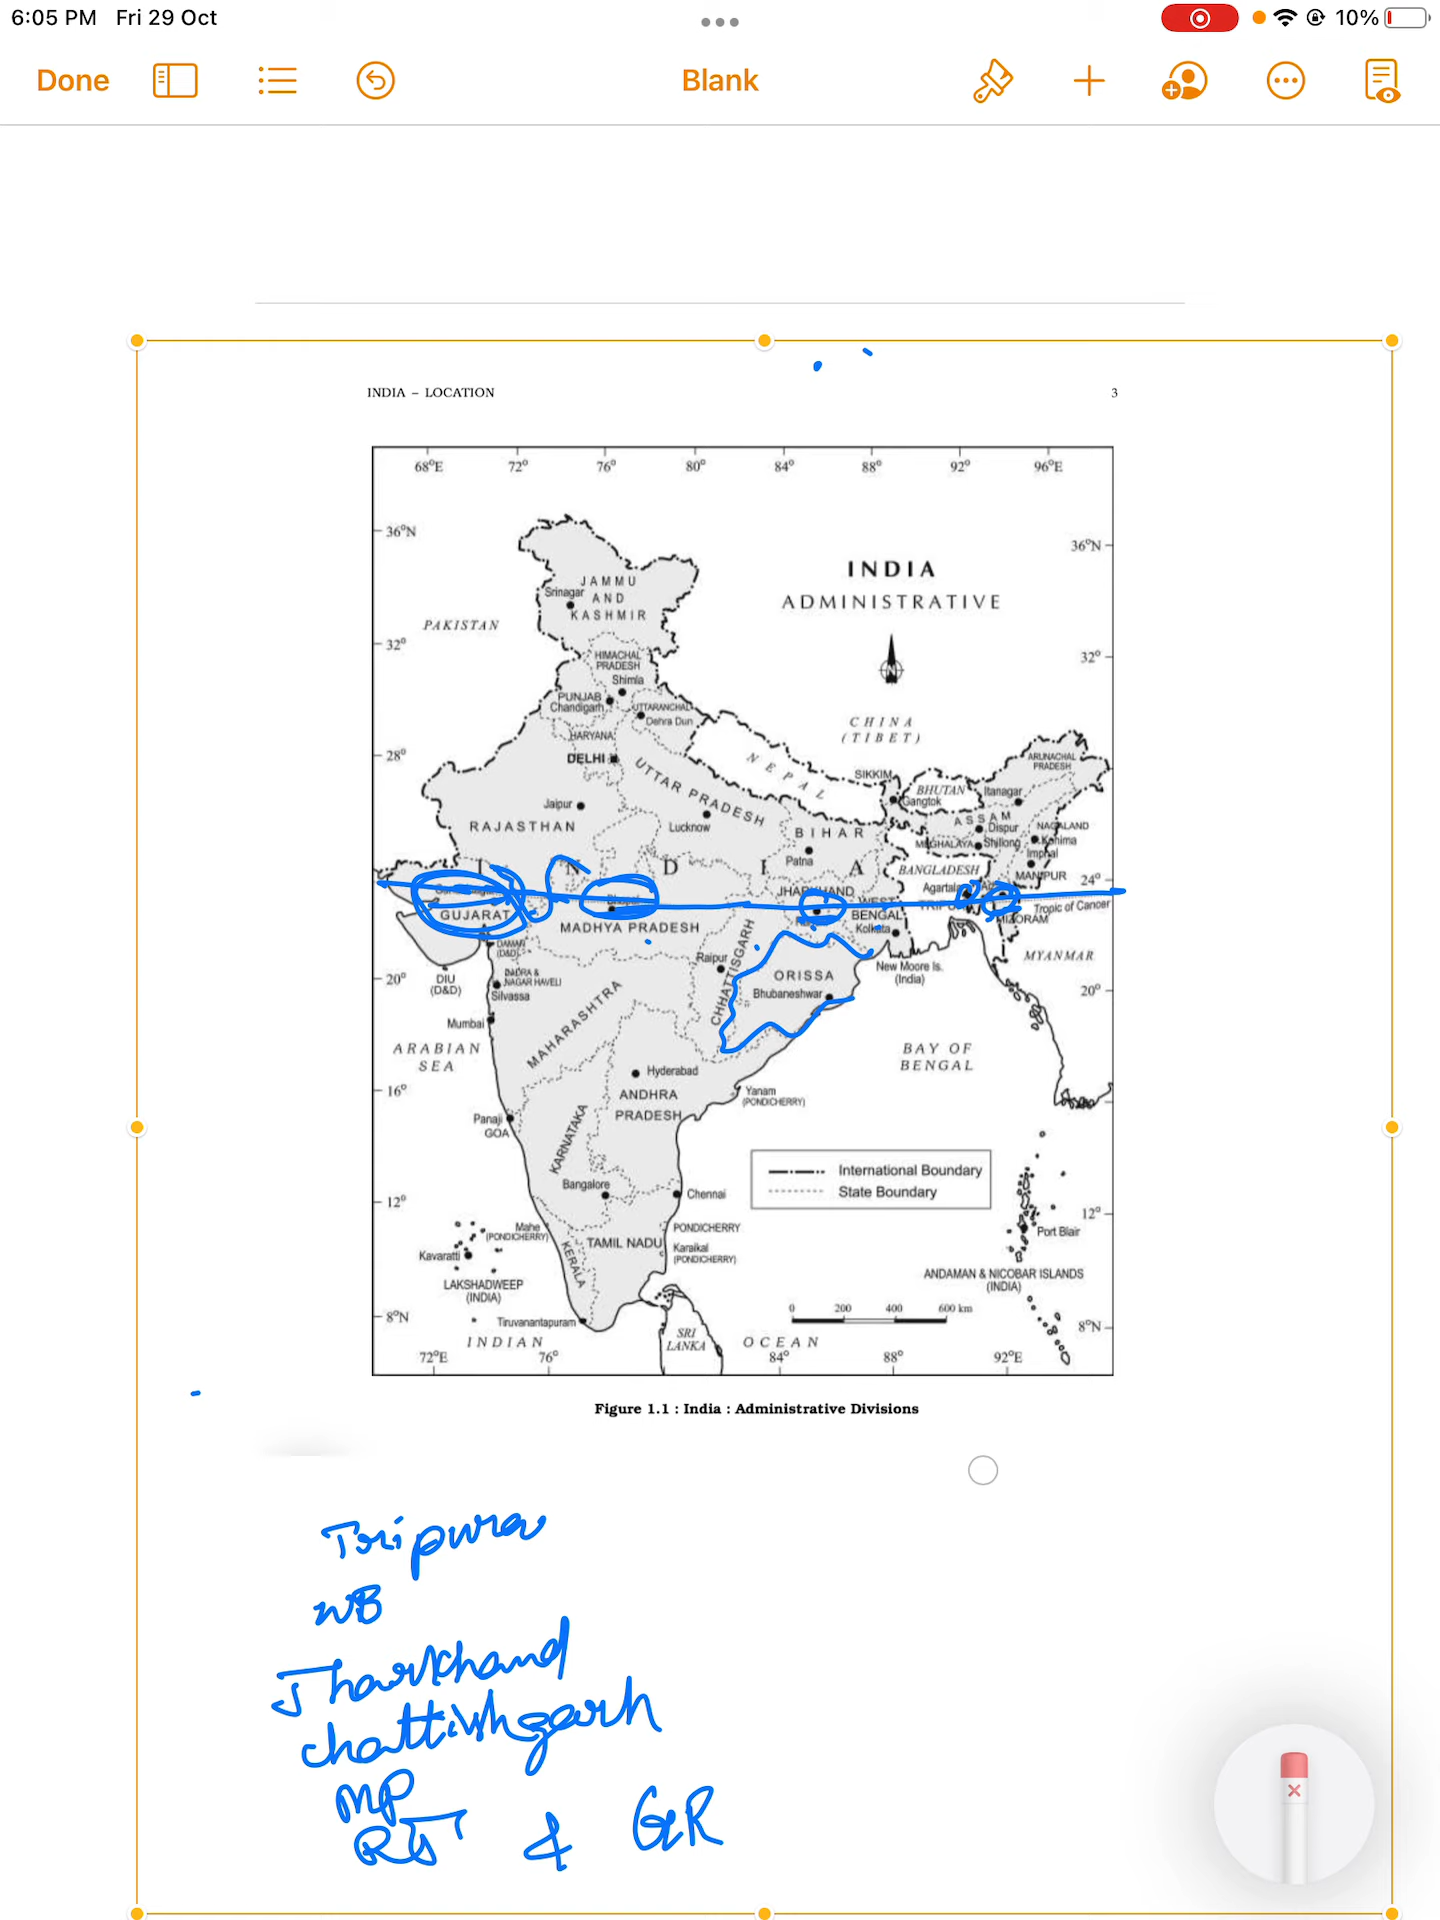 6:05 PM Fri 29 Oct
10%
Done
Blank
INDIA – LOCATION
3
68°E 72° 76° 80° 84° 88° 92° 96°E
36°N
36°N
INDIA
ADMINISTRATIVE
JAMMU
AND
KASHMIR
Srinagar
PAKISTAN
32°
32°
HIMACHAL
PRADESH
Shimla
PUNJAB
Chandigarh
UTTARANCHAL
Dehra Dun
CHINA
(TIBET)
HARYANA
DELHI
28°
NEPAL
SIKKIM
Gangtok
BHUTAN
Itanagar
ARUNACHAL
PRADESH
UTTAR PRADESH
Jaipur
RAJASTHAN
Lucknow
BIHAR
Patna
ASSAM
Dispur
NAGALAND
MEGHALAYA
Shillong
Kohima
Imphal
MANIPUR
I N D I A
BANGLADESH
24°
JHARKHAND
Agartala
GUJARAT
Bhopal
MADHYA PRADESH
WEST
BENGAL
Kolkata
MIZORAM
Tropic of Cancer
DAMAN
(D&D)
DIU
(D&D)
DADRA &
NAGAR HAVELI
Silvassa
20°
Raipur
CHHATTISGARH
ORISSA
Bhubaneshwar
New Moore Is.
(India)
MYANMAR
20°
Mumbai
MAHARASHTRA
ARABIAN
SEA
BAY OF
BENGAL
Hyderabad
16°
ANDHRA
PRADESH
Yanam
(PONDICHERRY)
Panaji
GOA
KARNATAKA
International Boundary
State Boundary
Bangalore
Chennai
12°
12°
Mahe
(PONDICHERRY)
PONDICHERRY
Port Blair
Kavaratti
KERALA
TAMIL NADU
Karaikal
(PONDICHERRY)
LAKSHADWEEP
(INDIA)
ANDAMAN & NICOBAR ISLANDS
(INDIA)
0 200 400 600 km
8°N
8°N
Tiruvanantapuram
SRI
LANKA
INDIAN OCEAN
72°E 76° 84° 88° 92°E
Figure 1.1 : India : Administrative Divisions
Tripura
WB
Jharkhand
chattishgarh
MP
RJ & GJR